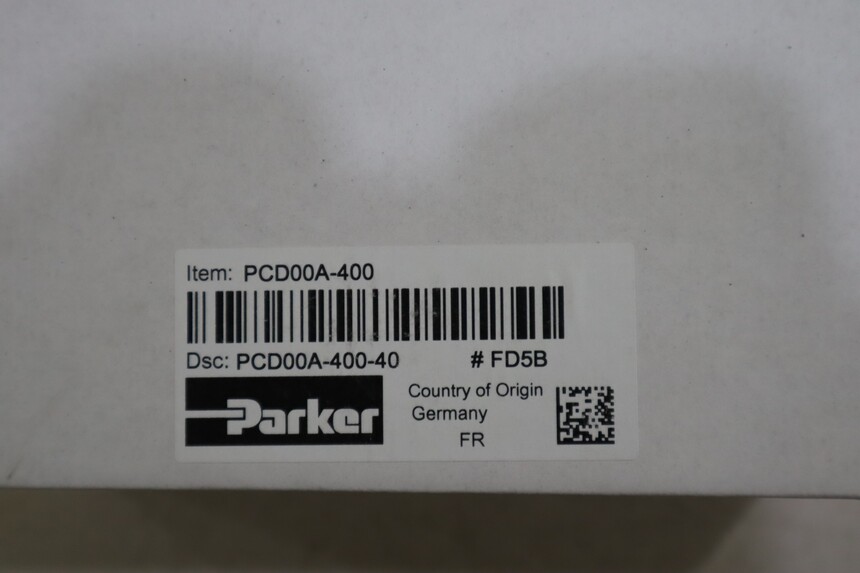 Item: PCD00A-400
Dsc: PCD00A-400-40 # FD5B
Parker
Country of Origin
Germany
FR